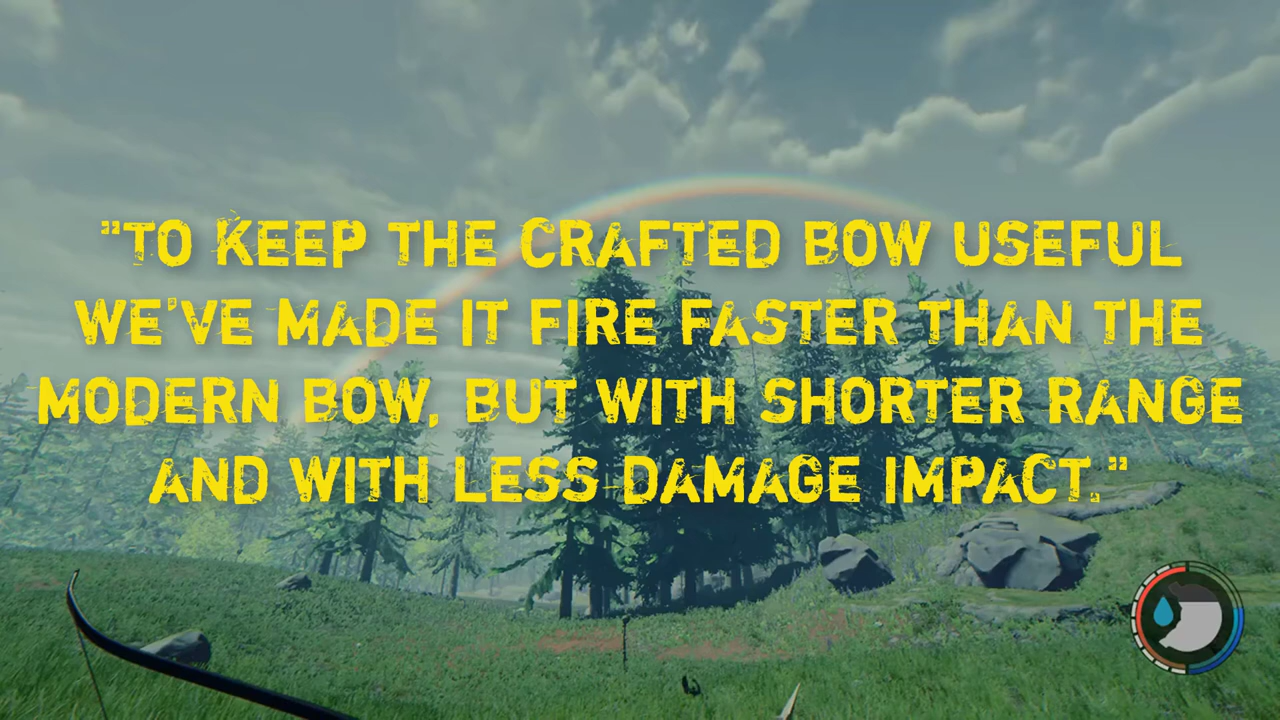 "TO KEEP THE CRAFTED BOW USEFUL
WE'VE MADE IT FIRE FASTER THAN THE
MODERN BOW, BUT WITH SHORTER RANGE
AND WITH LESS DAMAGE IMPACT."